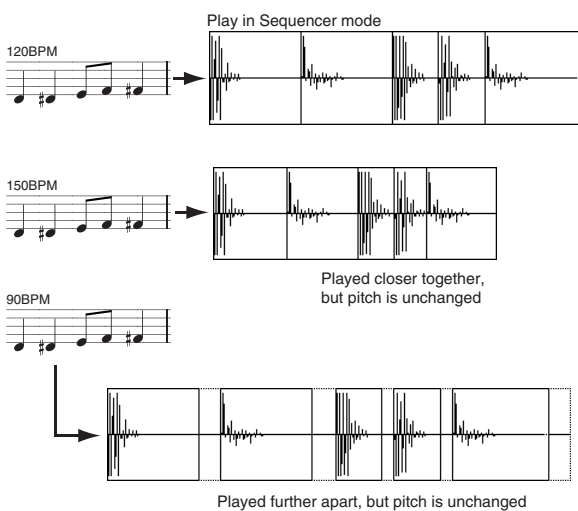 Play in Sequencer mode
120BPM
150BPM
Played closer together,
but pitch is unchanged
90BPM
Played further apart, but pitch is unchanged